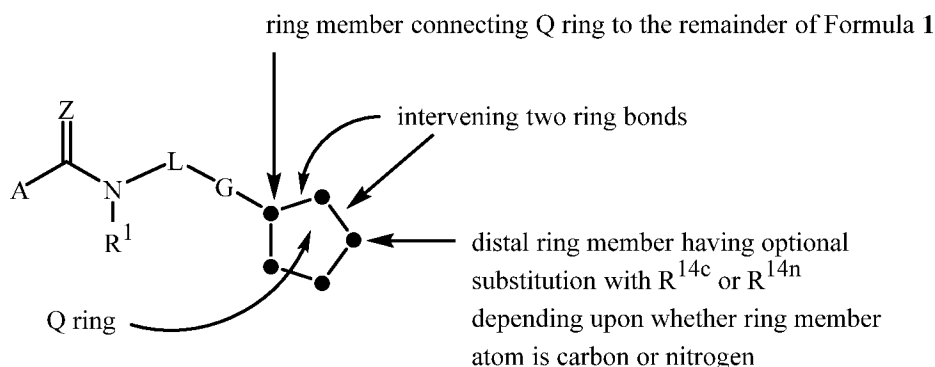 ring member connecting Q ring to the remainder of Formula 1
Z
intervening two ring bonds
L
A
N
G
R¹
distal ring member having optional
substitution with R¹⁴ᶜ or R¹⁴ⁿ
Q ring
depending upon whether ring member
atom is carbon or nitrogen